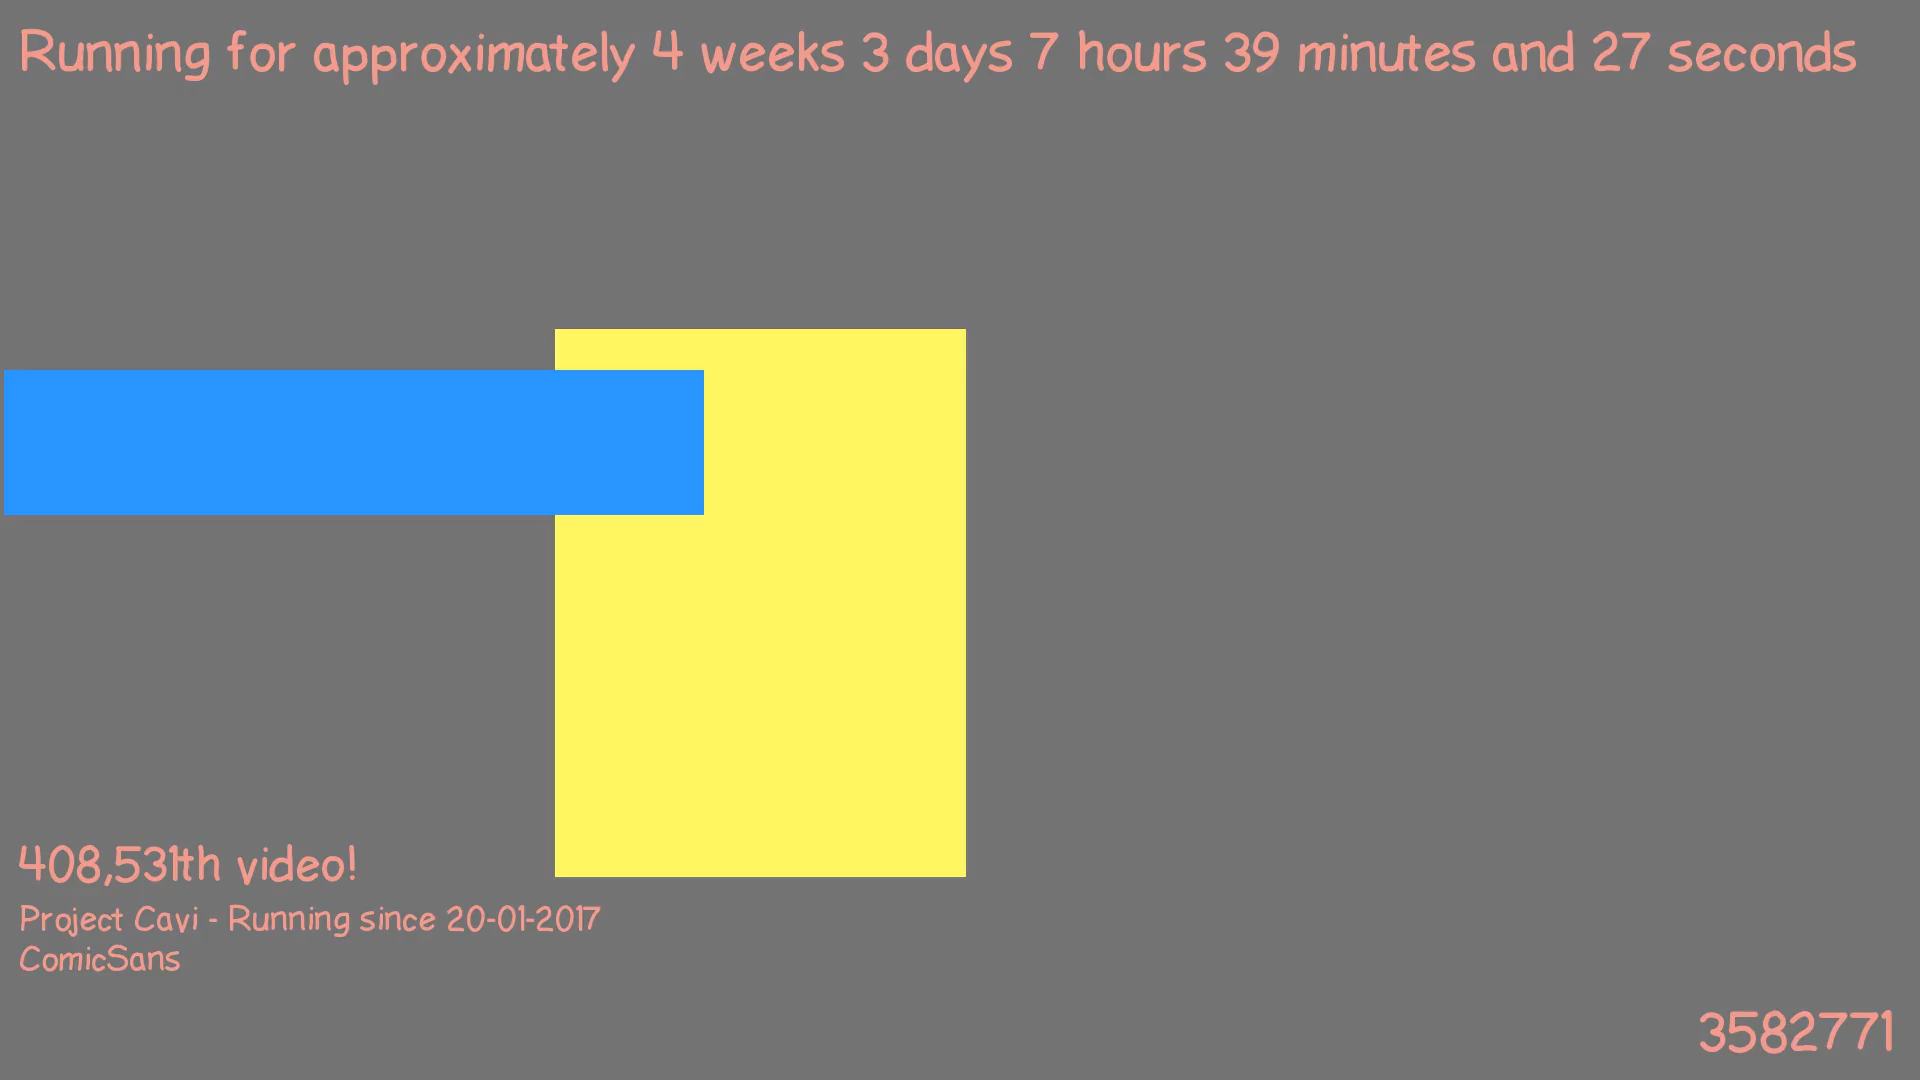 Running for approximately 4 weeks 3 days 7 hours 39 minutes and 27 seconds
408,531th video!
Project Cavi - Running since 20-01-2017
ComicSans
3582771